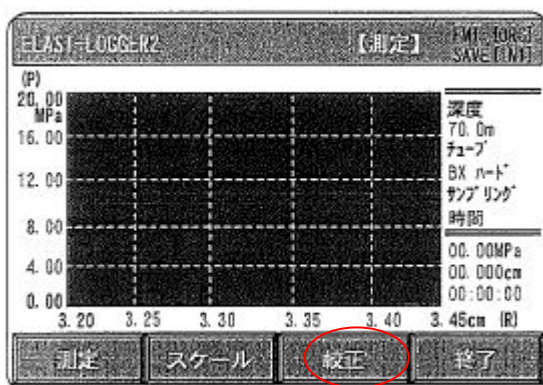 ELAST-LOGGER2
【測定】
FMT [ORG]
SAVE [INT]
(P)
20.00
MPa
16.00
12.00
8.00
4.00
0.00
3.20 3.25 3.30 3.35 3.40 3.45cm (R)
深度
70.0m
チューブ
BX ハード
サンプリング
時間
00.00MPa
00.000cm
00:00:00
測定 スケール 較正 終了